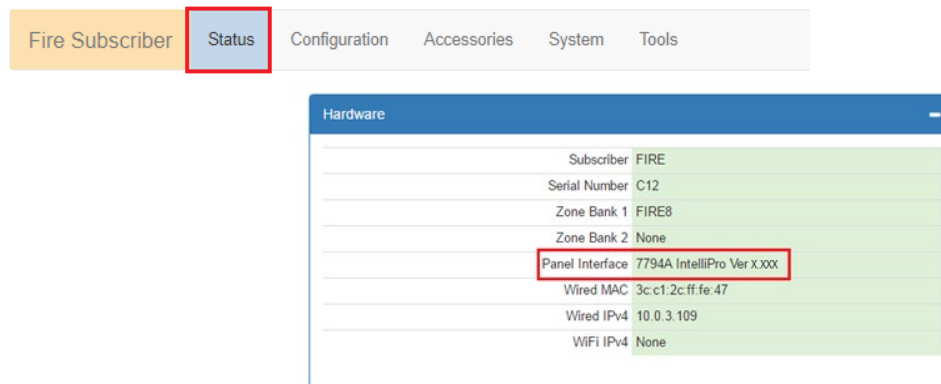 Fire Subscriber Status Configuration Accessories System Tools
Hardware
Subscriber FIRE
Serial Number C12
Zone Bank 1 FIRE8
Zone Bank 2 None
Panel Interface 7794A IntelliPro Ver X.XXX
Wired MAC 3c:c1:2c:ff:fe:47
Wired IPv4 10.0.3.109
WiFi IPv4 None